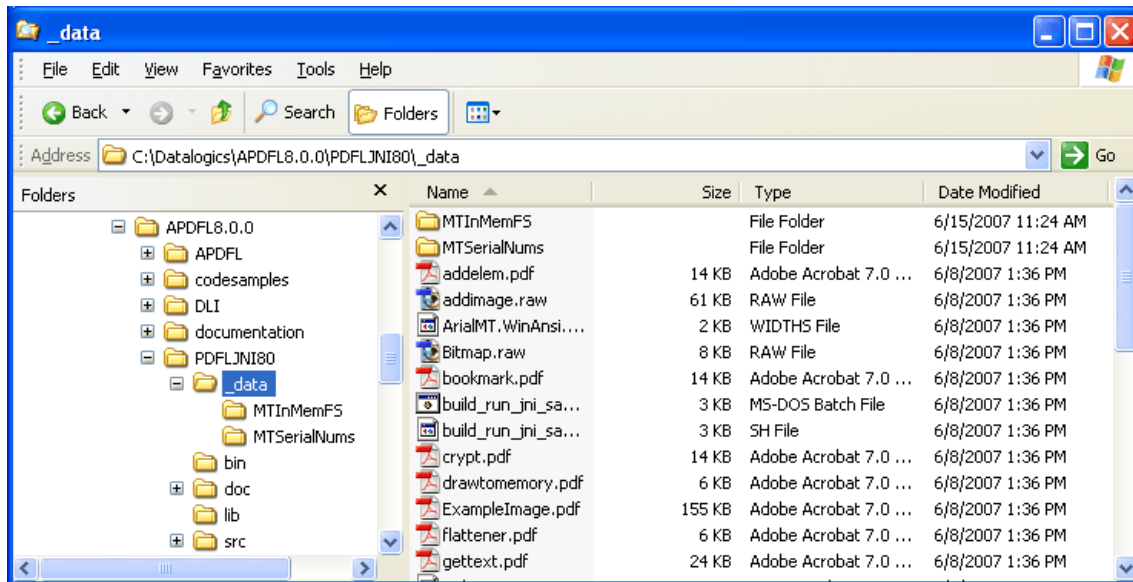 _data
File Edit View Favorites Tools Help
Back Search Folders
Address C:\Datalogics\APDFL8.0.0\PDFLJNI80\_data Go
Folders Name Size Type Date Modified
APDFL8.0.0
APDFL
codesamples
DLI
documentation
PDFLJNI80
_data
MTInMemFS
MTSerialNums
bin
doc
lib
src
MTInMemFS File Folder 6/15/2007 11:24 AM
MTSerialNums File Folder 6/15/2007 11:24 AM
addelem.pdf 14 KB Adobe Acrobat 7.0 ... 6/8/2007 1:36 PM
addimage.raw 61 KB RAW File 6/8/2007 1:36 PM
ArialMT.WinAnsi.... 2 KB WIDTHS File 6/8/2007 1:36 PM
Bitmap.raw 8 KB RAW File 6/8/2007 1:36 PM
bookmark.pdf 14 KB Adobe Acrobat 7.0 ... 6/8/2007 1:36 PM
build_run_jni_sa... 3 KB MS-DOS Batch File 6/8/2007 1:36 PM
build_run_jni_sa... 3 KB SH File 6/8/2007 1:36 PM
crypt.pdf 14 KB Adobe Acrobat 7.0 ... 6/8/2007 1:36 PM
drawtomemory.pdf 6 KB Adobe Acrobat 7.0 ... 6/8/2007 1:36 PM
ExampleImage.pdf 155 KB Adobe Acrobat 7.0 ... 6/8/2007 1:36 PM
flattener.pdf 6 KB Adobe Acrobat 7.0 ... 6/8/2007 1:36 PM
gettext.pdf 24 KB Adobe Acrobat 7.0 ... 6/8/2007 1:36 PM